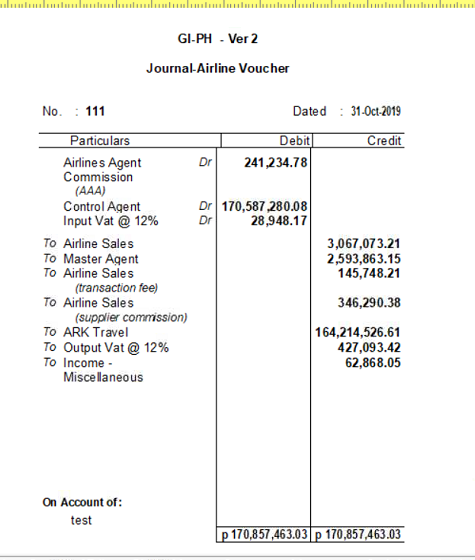 GI-PH - Ver 2
Journal-Airline Voucher
No. : 111 Dated : 31-Oct-2019
Particulars Debit Credit
Airlines Agent Dr 241,234.78
Commission
(AAA)
Control Agent Dr 170,587,280.08
Input Vat @ 12% Dr 28,948.17
To Airline Sales 3,067,073.21
To Master Agent 2,593,863.15
To Airline Sales 145,748.21
(transaction fee)
To Airline Sales 346,290.38
(supplier commission)
To ARK Travel 164,214,526.61
To Output Vat @ 12% 427,093.42
To Income - 62,868.05
Miscellaneous
On Account of :
test
p 170,857,463.03 p 170,857,463.03